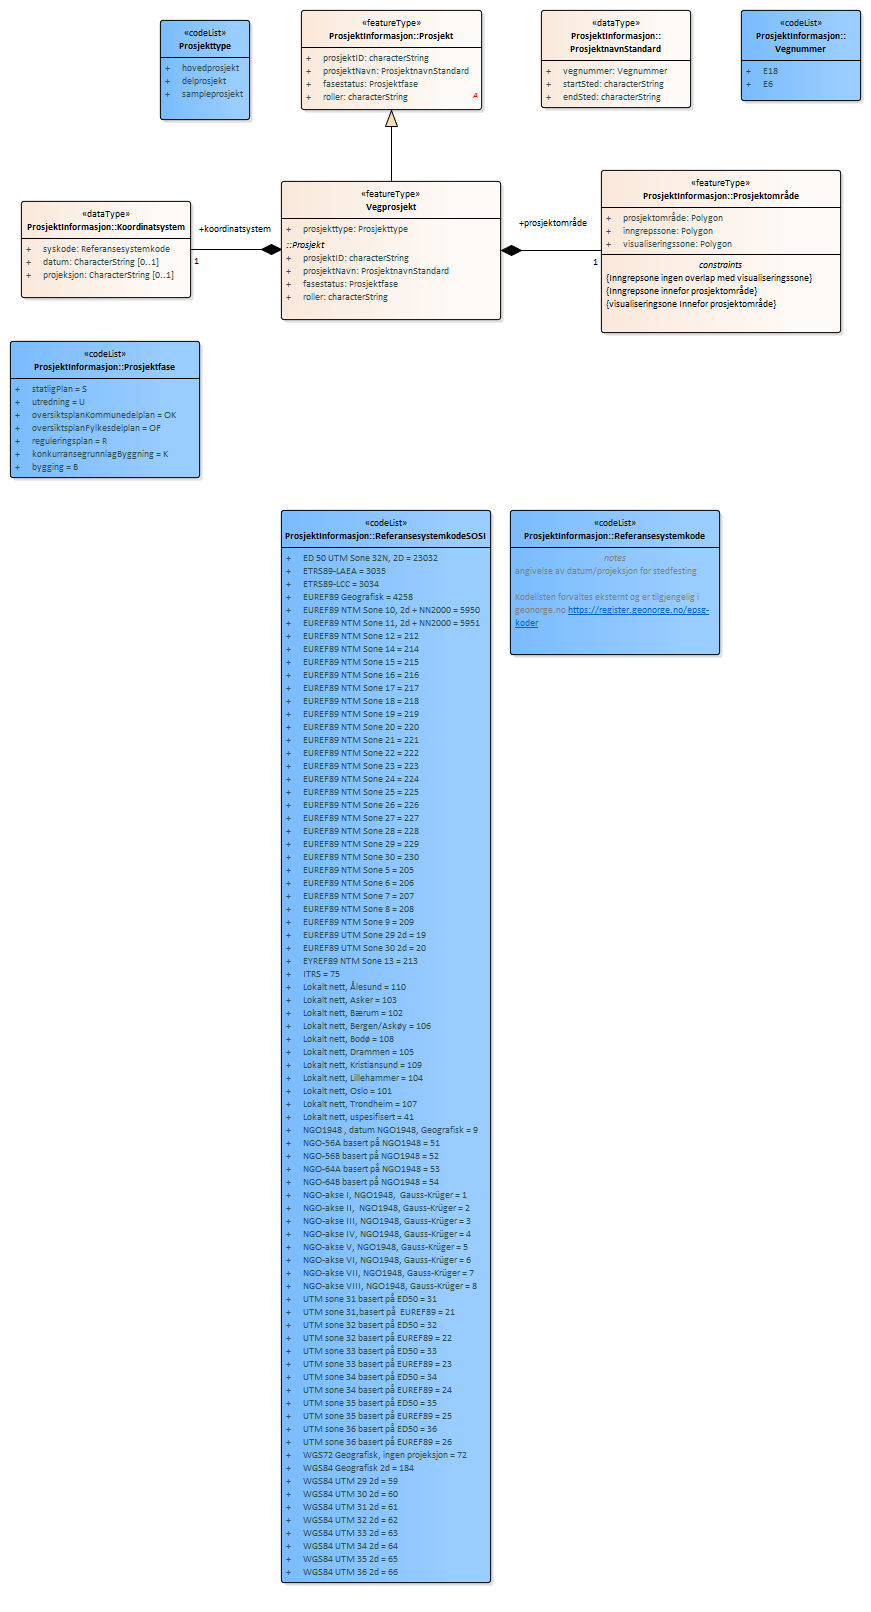 «codeList»
Prosjekttype
+ hovedprosjekt
+ delprosjekt
+ sampleprosjekt
«featureType»
ProsjektInformasjon::Prosjekt
+ prosjektID: characterString
+ prosjektNavn: ProsjektnavnStandard
+ fasestatus: Prosjektfase
+ roller: characterString
A
«dataType»
ProsjektInformasjon::
ProsjektnavnStandard
+ vegnummer: Vegnummer
+ startSted: characterString
+ endSted: characterString
«codeList»
ProsjektInformasjon::
Vegnummer
+ E18
+ E6
«dataType»
ProsjektInformasjon::Koordinatsystem
+ syskode: Referansesystemkode
+ datum: CharacterString [0..1]
+ projeksjon: CharacterString [0..1]
+koordinatsystem
1
«featureType»
Vegprosjekt
+ prosjekttype: Prosjekttype
::Prosjekt
+ prosjektID: characterString
+ prosjektNavn: ProsjektnavnStandard
+ fasestatus: Prosjektfase
+ roller: characterString
+prosjektområde
1
«featureType»
ProsjektInformasjon::Prosjektområde
+ prosjektområde: Polygon
+ inngrepssone: Polygon
+ visualiseringssone: Polygon
constraints
{Inngrepsone ingen overlap med visualiseringssone}
{Inngrepsone innefor prosjektområde}
{visualiseringsone Innefor prosjektområde}
«codeList»
ProsjektInformasjon::Prosjektfase
+ statligPlan = S
+ utredning = U
+ oversiktsplanKommunedelplan = OK
+ oversiktsplanFylkesdelplan = OF
+ reguleringsplan = R
+ konkurransegrunnlagByggning = K
+ bygging = B
«codeList»
ProsjektInformasjon::ReferansesystemkodeSOSI
+ ED 50 UTM Sone 32N, 2D = 23032
+ ETRS89-LAEA = 3035
+ ETRS89-LCC = 3034
+ EUREF89 Geografisk = 4258
+ EUREF89 NTM Sone 10, 2d + NN2000 = 5950
+ EUREF89 NTM Sone 11, 2d + NN2000 = 5951
+ EUREF89 NTM Sone 12 = 212
+ EUREF89 NTM Sone 14 = 214
+ EUREF89 NTM Sone 15 = 215
+ EUREF89 NTM Sone 16 = 216
+ EUREF89 NTM Sone 17 = 217
+ EUREF89 NTM Sone 18 = 218
+ EUREF89 NTM Sone 19 = 219
+ EUREF89 NTM Sone 20 = 220
+ EUREF89 NTM Sone 21 = 221
+ EUREF89 NTM Sone 22 = 222
+ EUREF89 NTM Sone 23 = 223
+ EUREF89 NTM Sone 24 = 224
+ EUREF89 NTM Sone 25 = 225
+ EUREF89 NTM Sone 26 = 226
+ EUREF89 NTM Sone 27 = 227
+ EUREF89 NTM Sone 28 = 228
+ EUREF89 NTM Sone 29 = 229
+ EUREF89 NTM Sone 30 = 230
+ EUREF89 NTM Sone 5 = 205
+ EUREF89 NTM Sone 6 = 206
+ EUREF89 NTM Sone 7 = 207
+ EUREF89 NTM Sone 8 = 208
+ EUREF89 NTM Sone 9 = 209
+ EUREF89 UTM Sone 29 2d = 19
+ EUREF89 UTM Sone 30 2d = 20
+ EYREF89 NTM Sone 13 = 213
+ ITRS = 75
+ Lokalt nett, Ålesund = 110
+ Lokalt nett, Asker = 103
+ Lokalt nett, Bærum = 102
+ Lokalt nett, Bergen/Askøy = 106
+ Lokalt nett, Bodø = 108
+ Lokalt nett, Drammen = 105
+ Lokalt nett, Kristiansund = 109
+ Lokalt nett, Lillehammer = 104
+ Lokalt nett, Oslo = 101
+ Lokalt nett, Trondheim = 107
+ Lokalt nett, uspesifisert = 41
+ NGO1948 , datum NGO1948, Geografisk = 9
+ NGO-56A basert på NGO1948 = 51
+ NGO-56B basert på NGO1948 = 52
+ NGO-64A basert på NGO1948 = 53
+ NGO-64B basert på NGO1948 = 54
+ NGO-akse I, NGO1948, Gauss-Krüger = 1
+ NGO-akse II, NGO1948, Gauss-Krüger = 2
+ NGO-akse III, NGO1948, Gauss-Krüger = 3
+ NGO-akse IV, NGO1948, Gauss-Krüger = 4
+ NGO-akse V, NGO1948, Gauss-Krüger = 5
+ NGO-akse VI, NGO1948, Gauss-Krüger = 6
+ NGO-akse VII, NGO1948, Gauss-Krüger = 7
+ NGO-akse VIII, NGO1948, Gauss-Krüger = 8
+ UTM sone 31 basert på ED50 = 31
+ UTM sone 31,basert på EUREF89 = 21
+ UTM sone 32 basert på ED50 = 32
+ UTM sone 32 basert på EUREF89 = 22
+ UTM sone 33 basert på ED50 = 33
+ UTM sone 33 basert på EUREF89 = 23
+ UTM sone 34 basert på ED50 = 34
+ UTM sone 34 basert på EUREF89 = 24
+ UTM sone 35 basert på ED50 = 35
+ UTM sone 35 basert på EUREF89 = 25
+ UTM sone 36 basert på ED50 = 36
+ UTM sone 36 basert på EUREF89 = 26
+ WGS72 Geografisk, ingen projeksjon = 72
+ WGS84 Geografisk 2d = 184
+ WGS84 UTM 29 2d = 59
+ WGS84 UTM 30 2d = 60
+ WGS84 UTM 31 2d = 61
+ WGS84 UTM 32 2d = 62
+ WGS84 UTM 33 2d = 63
+ WGS84 UTM 34 2d = 64
+ WGS84 UTM 35 2d = 65
+ WGS84 UTM 36 2d = 66
«codeList»
ProsjektInformasjon::Referansesystemkode
notes
angivelse av datum/projeksjon for stedfesting
Kodelisten forvaltes eksternt og er tilgjengelig i
geonorge.no https://register.geonorge.no/epsg-
koder